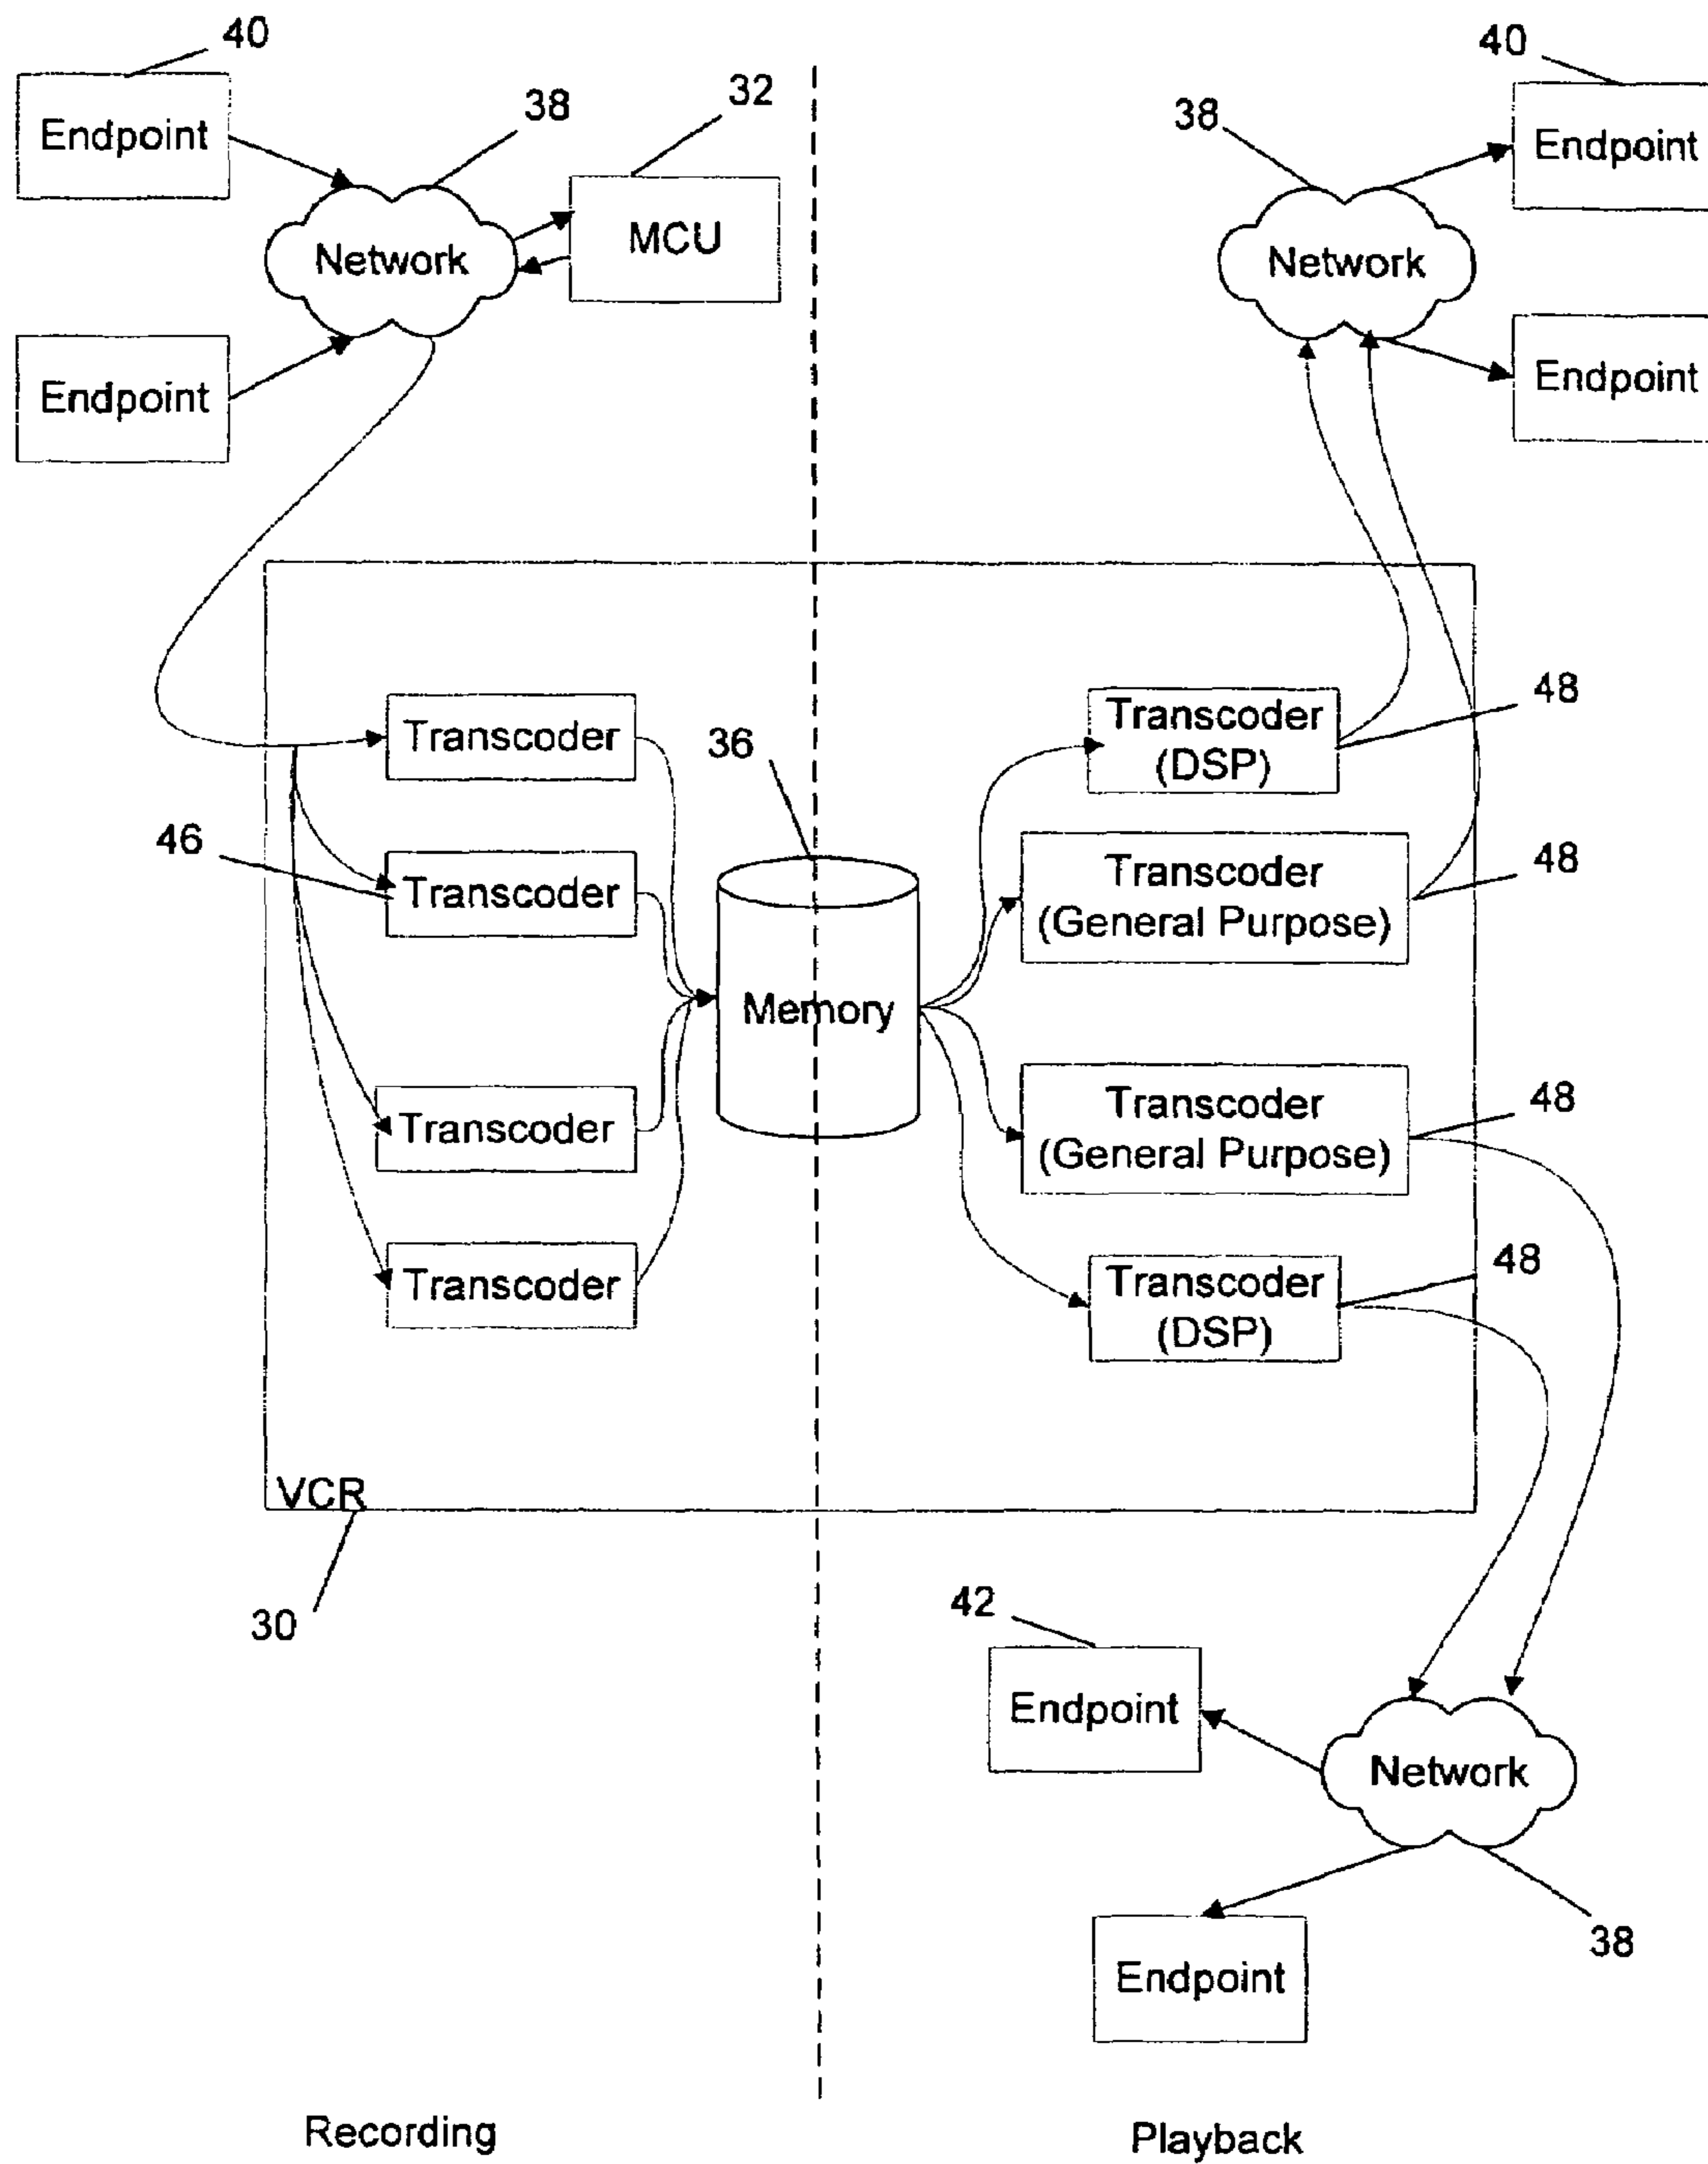 40
40
38
32
38
Endpoint
Endpoint
MCU
Network
Network
Endpoint
Endpoint
48
Transcoder
(DSP)
Transcoder
36
46
Transcoder
48
Transcoder
(General Purpose)
Memory
48
Transcoder
(General Purpose)
Transcoder
Transcoder
48
Transcoder
(DSP)
VCR
30
42
Endpoint
Network
38
Endpoint
Recording
Playback